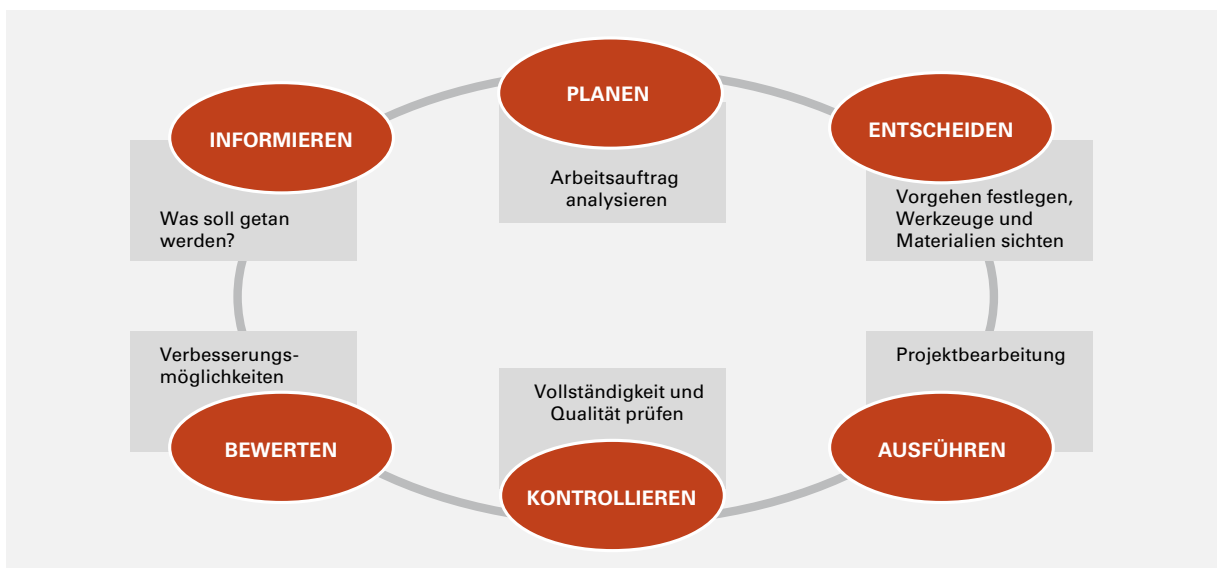 INFORMIEREN
Was soll getan
werden?
PLANEN
Arbeitsauftrag
analysieren
ENTSCHEIDEN
Vorgehen festlegen,
Werkzeuge und
Materialien sichten
Projektbearbeitung
AUSFÜHREN
Vollständigkeit und
Qualität prüfen
KONTROLLIEREN
Verbesserungs-
möglichkeiten
BEWERTEN